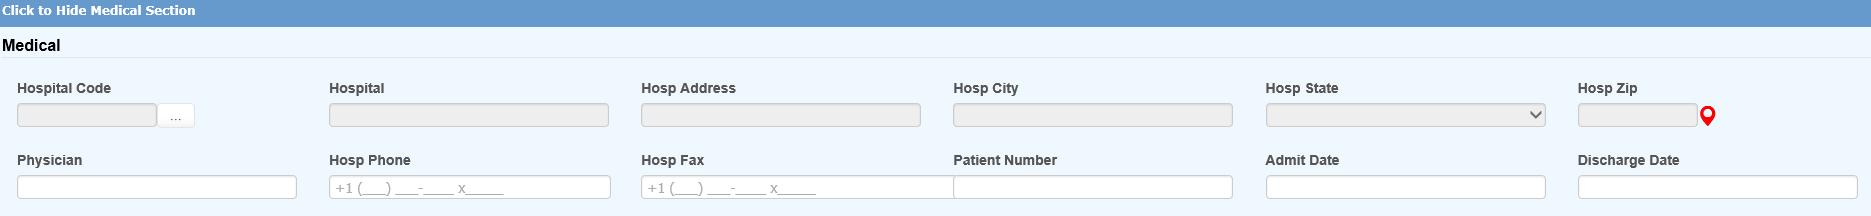 Click to Hide Medical Section
Medical
Hospital Code Hospital Hosp Address Hosp City Hosp State Hosp Zip
...
Physician Hosp Phone Hosp Fax Patient Number Admit Date Discharge Date
+1 (___) ___-____ x_____ +1 (___) ___-____ x_____